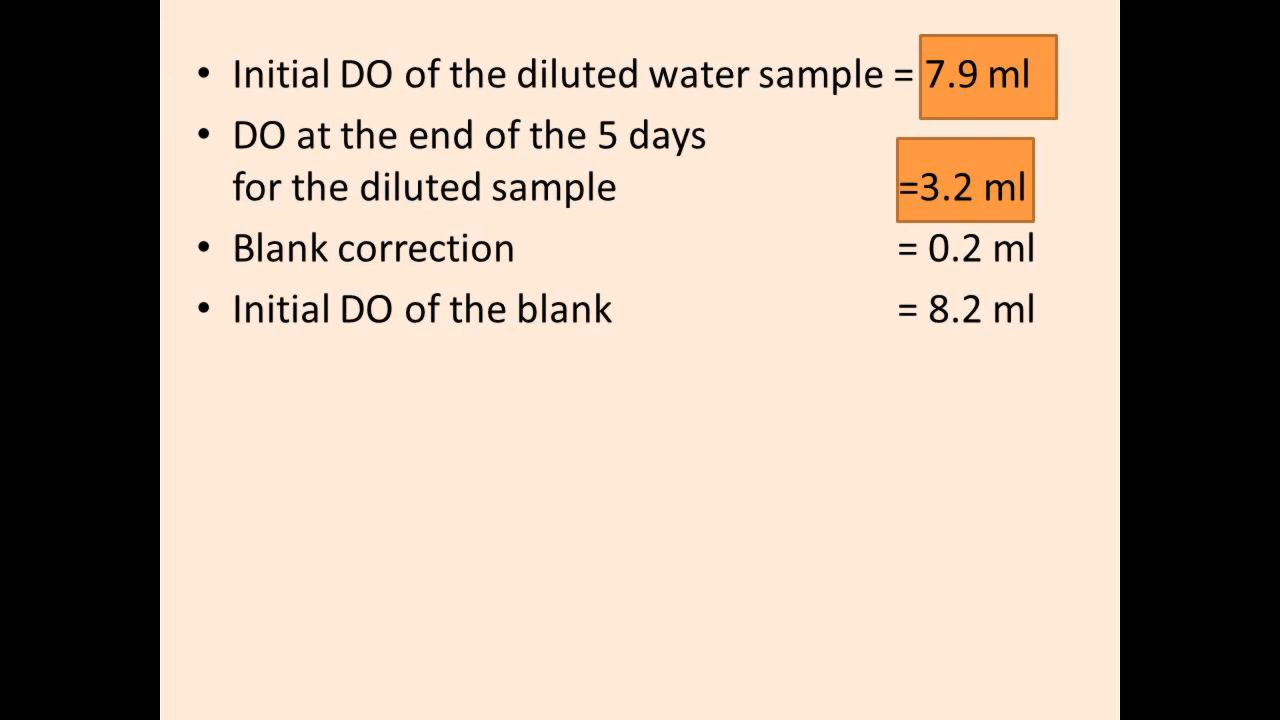 • Initial DO of the diluted water sample = 7.9 ml
• DO at the end of the 5 days
for the diluted sample =3.2 ml
• Blank correction = 0.2 ml
• Initial DO of the blank = 8.2 ml